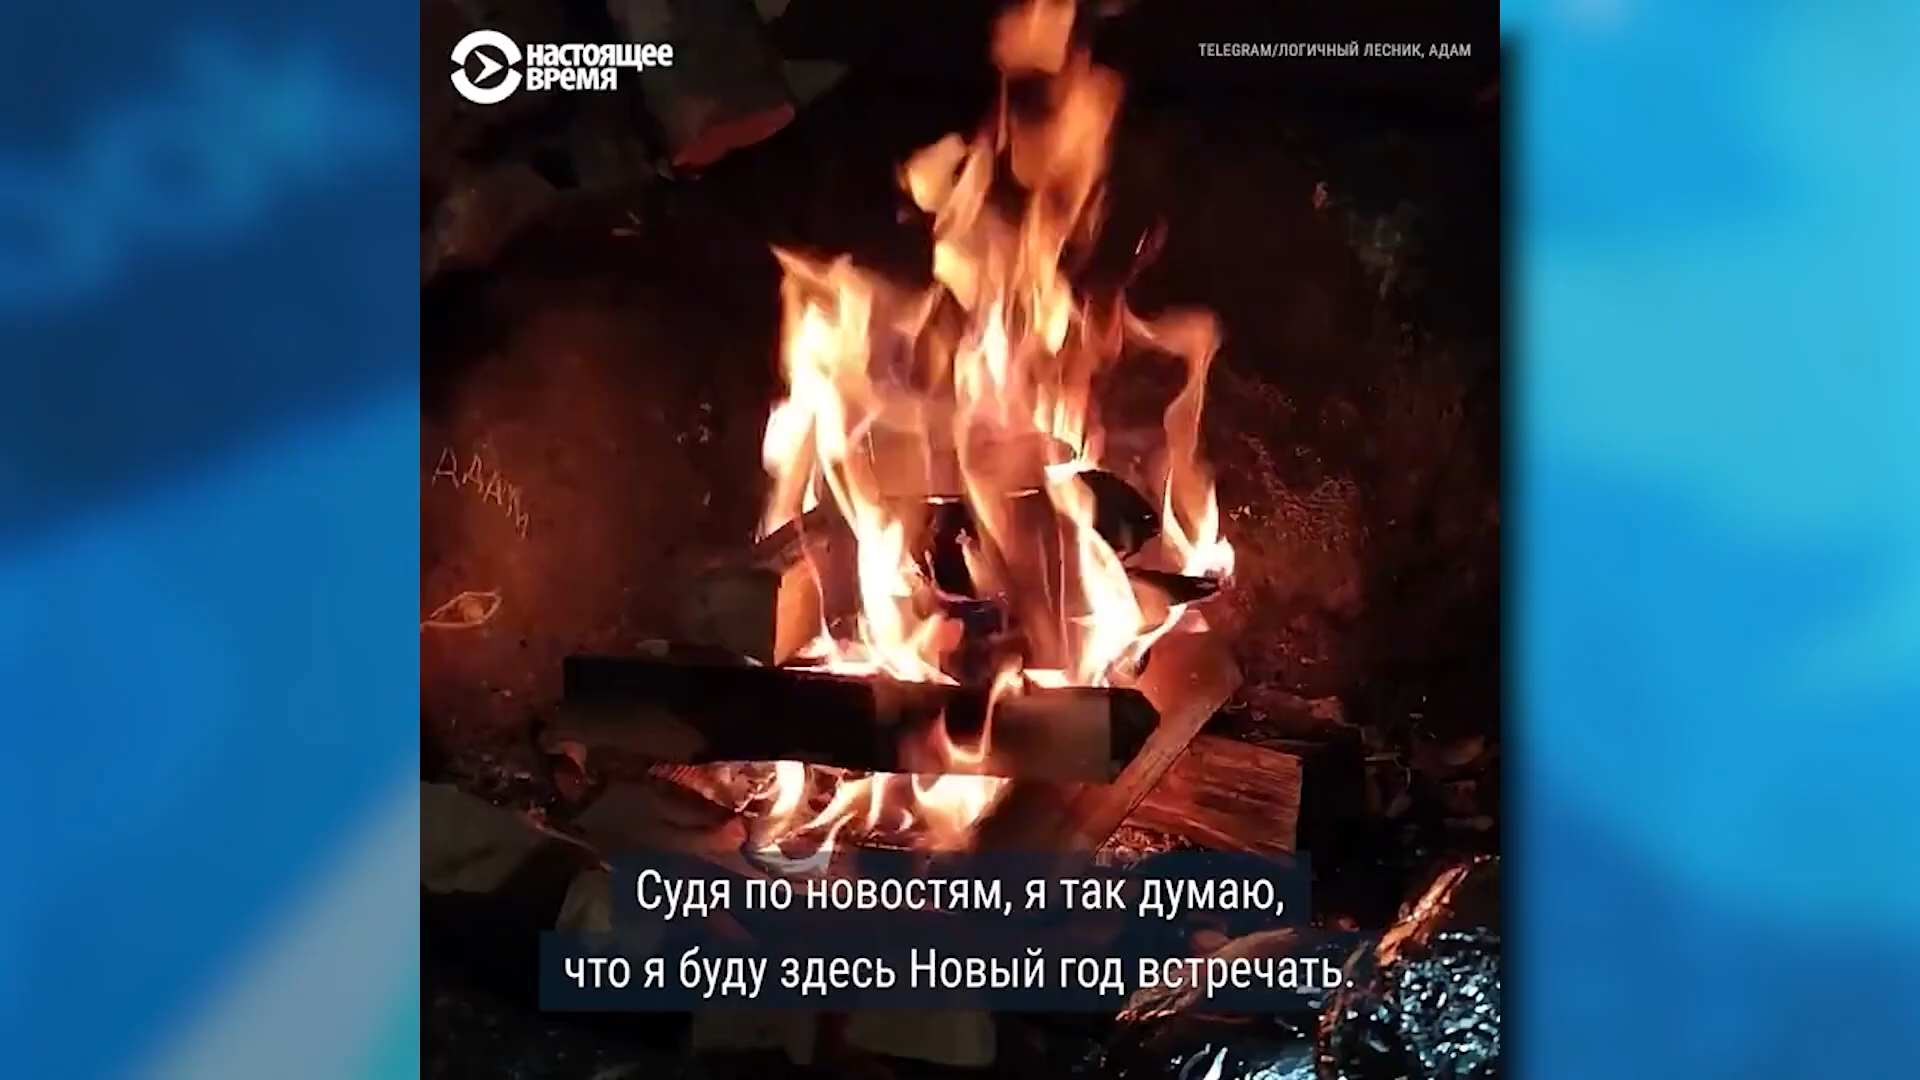 настоящее
время
TELEGRAM/ЛОГИЧНЫЙ ЛЕСНИК, АДАМ
АДАМ
Судя по новостям, я так думаю,
что я буду здесь Новый год встречать.